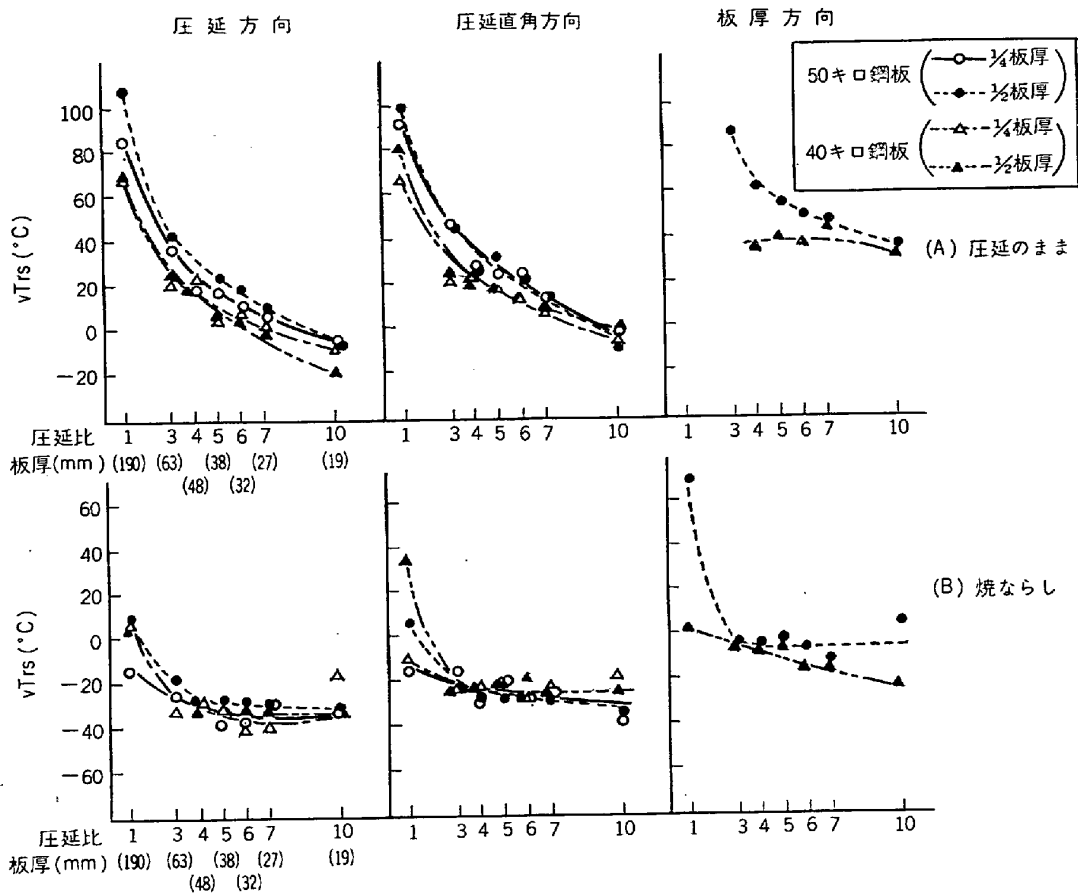 圧延方向 圧延直角方向 板厚方向
50キロ鋼板 ¼板厚
½板厚
40キロ鋼板 ¼板厚
½板厚
100
80
60
40
20
0
-20
vTrs (°C)
(A) 圧延のまま
圧延比 1 3 4 5 6 7 10 1 3 4 5 6 7 10 1 3 4 5 6 7 10
板厚(mm) (190) (63) (38) (27) (19)
(48) (32)
60
40
20
0
-20
-40
-60
vTrs (°C)
(B) 焼ならし
圧延比 1 3 4 5 6 7 10 1 3 4 5 6 7 10 1 3 4 5 6 7 10
板厚(mm) (190) (63) (38) (27) (19)
(48) (32)